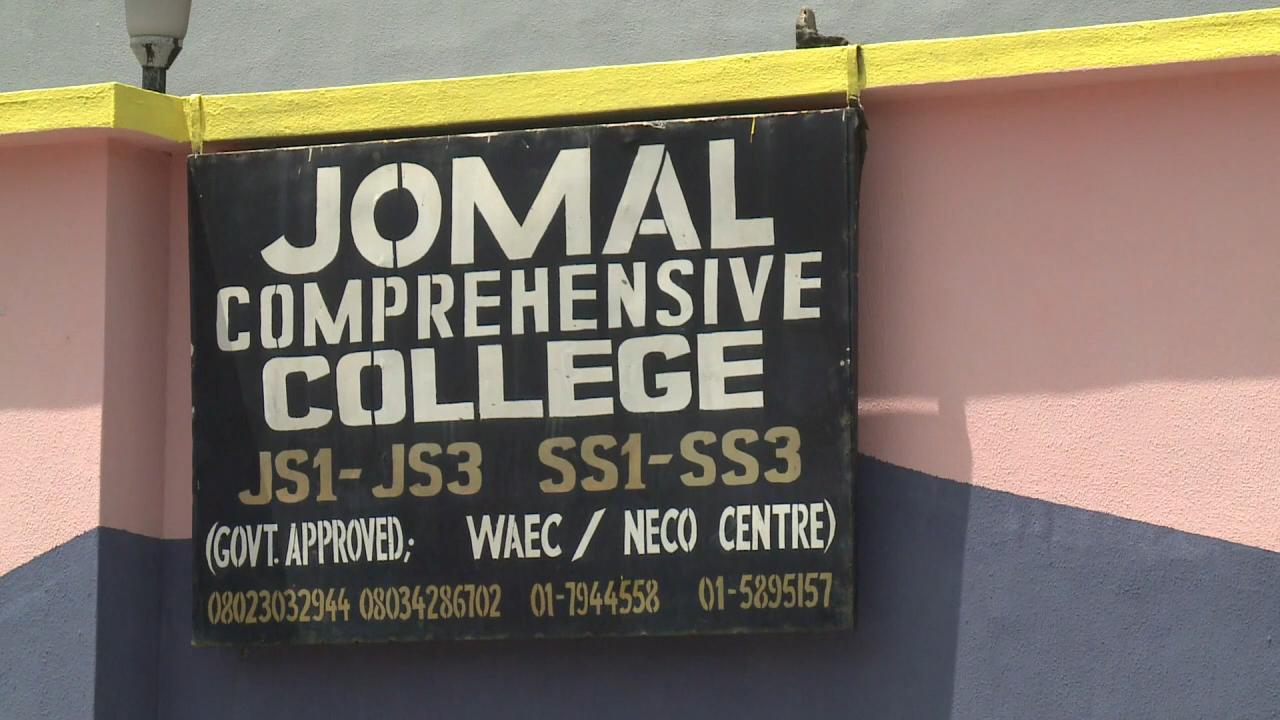 JOMAL
COMPREHENSIVE
COLLEGE
JS1-JS3 SS1-SS3
(GOVT. APPROVED; WAEC / NECO CENTRE)
08023032944 08034286702 01-7944558 01-5895157